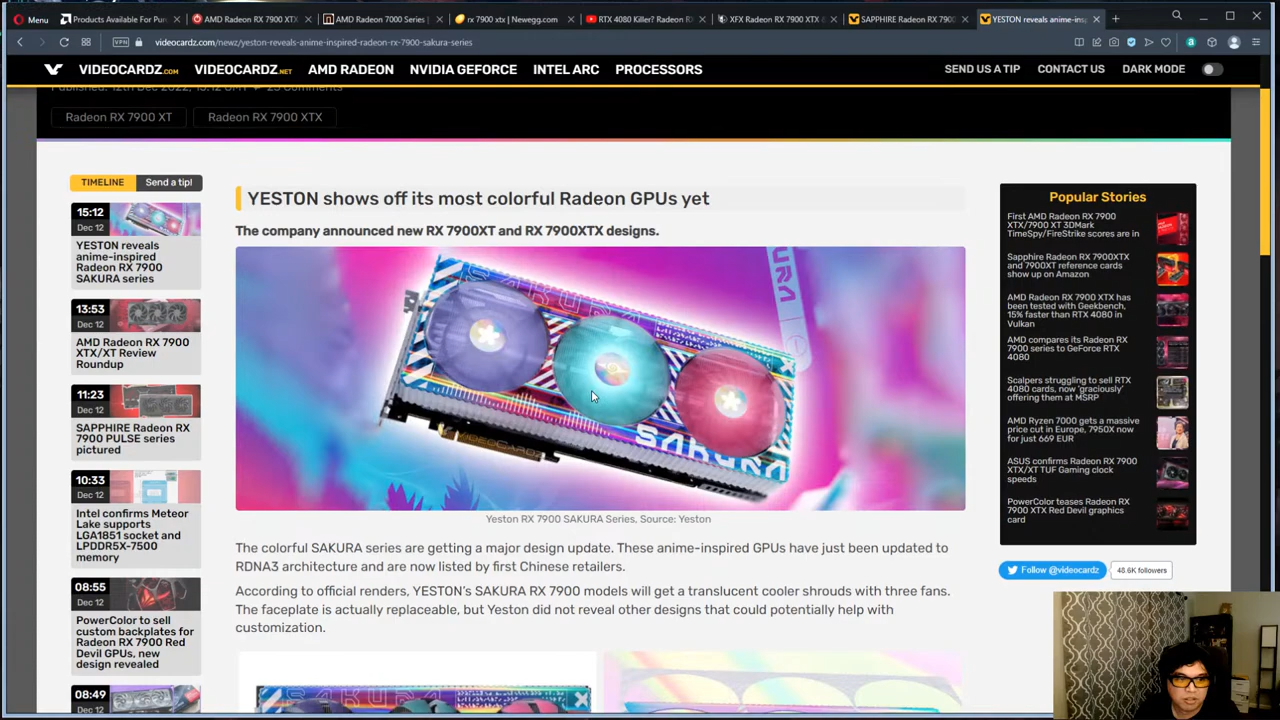 Menu
Products Available For Pur
AMD Radeon RX 7900 XT
AMD Radeon 7000 Series
rx 7900 xtx | Newegg.com
RTX 4080 Killer? Radeon
XFX Radeon RX 7900 XTX
SAPPHIRE Radeon RX 790
YESTON reveals anime-ins
VPN
videocardz.com/newz/yeston-reveals-anime-inspired-radeon-rx-7900-sakura-series
VIDEOCARDZ.COM
VIDEOCARDZ.NET
AMD RADEON
NVIDIA GEFORCE
INTEL ARC
PROCESSORS
SEND US A TIP
CONTACT US
DARK MODE
Published: 12th Dec 2022, 15:12 GMT
25 Comments
Radeon RX 7900 XT
Radeon RX 7900 XTX
TIMELINE
Send a tip!
15:12
Dec 12
YESTON reveals
anime-inspired
Radeon RX 7900
SAKURA series
13:53
Dec 12
AMD Radeon RX 7900
XTX/XT Review
Roundup
11:23
Dec 12
SAPPHIRE Radeon RX
7900 PULSE series
pictured
10:33
Dec 12
Intel confirms Meteor
Lake supports
LGA1851 socket and
LPDDR5X-7500
memory
08:55
Dec 12
PowerColor to sell
custom backplates for
Radeon RX 7900 Red
Devil GPUs, new
design revealed
08:49
YESTON shows off its most colorful Radeon GPUs yet
The company announced new RX 7900XT and RX 7900XTX designs.
SAKURA
URA
VIDEOCARDZ
SAKURA
Yeston RX 7900 SAKURA Series, Source: Yeston
The colorful SAKURA series are getting a major design update. These anime-inspired GPUs have just been updated to
RDNA3 architecture and are now listed by first Chinese retailers.
According to official renders, YESTON's SAKURA RX 7900 models will get a translucent cooler shrouds with three fans.
The faceplate is actually replaceable, but Yeston did not reveal other designs that could potentially help with
customization.
SAKURA
Popular Stories
First AMD Radeon RX 7900
XTX/7900 XT 3DMark
TimeSpy/FireStrike scores are in
Sapphire Radeon RX 7900XTX
and 7900XT reference cards
show up on Amazon
AMD Radeon RX 7900 XTX has
been tested with Geekbench,
15% faster than RTX 4080 in
Vulkan
AMD compares its Radeon RX
7900 series to GeForce RTX
4080
Scalpers struggling to sell RTX
4080 cards, now 'graciously'
offering them at MSRP
AMD Ryzen 7000 gets a massive
price cut in Europe, 7950X now
for just 669 EUR
ASUS confirms Radeon RX 7900
XTX/XT TUF Gaming clock
speeds
PowerColor teases Radeon RX
7900 XTX Red Devil graphics
card
Follow @videocardz
48.6K followers